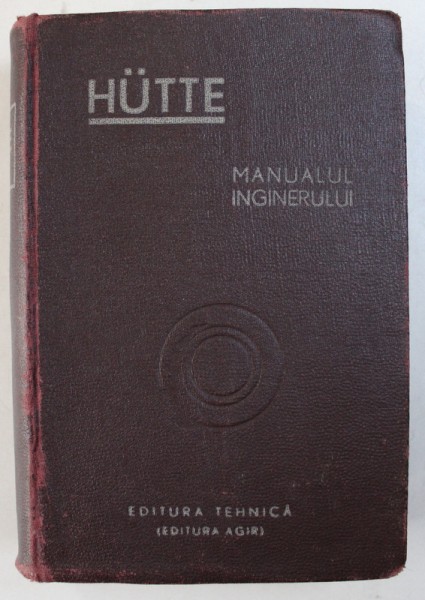 HÜTTE
MANUALUL
INGINERULUI
EDITURA TEHNICĂ
(EDITURA AGIR)